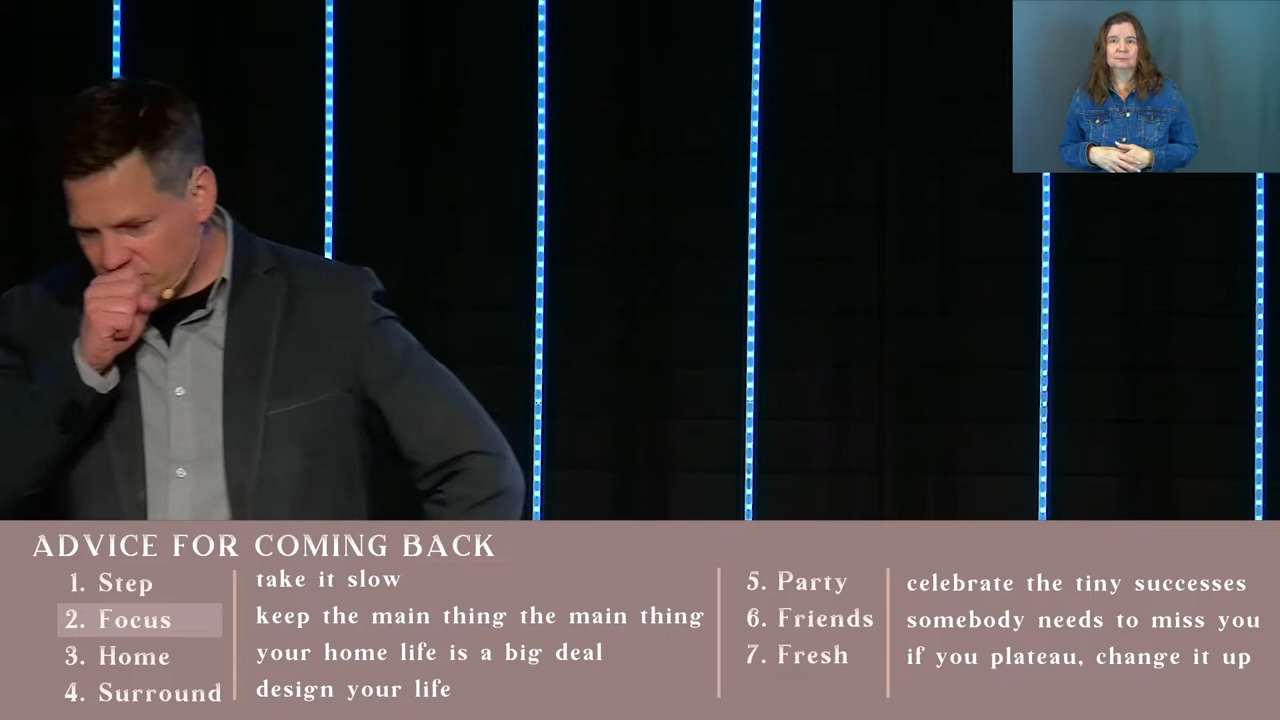 ADVICE FOR COMING BACK
1. Step take it slow
2. Focus keep the main thing the main thing
3. Home your home life is a big deal
4. Surround design your life
5. Party celebrate the tiny successes
6. Friends somebody needs to miss you
7. Fresh if you plateau, change it up